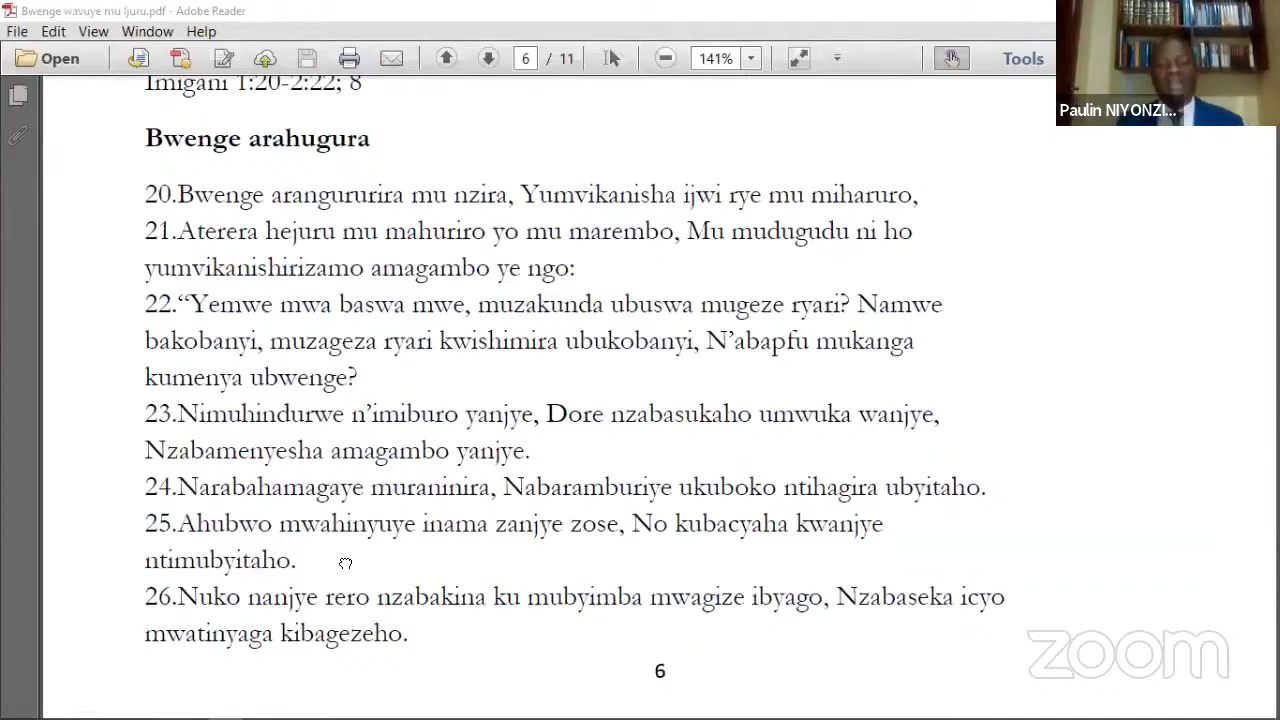 Bwenge wavuye mu Ijuru.pdf - Adobe Reader
File Edit View Window Help
Open 6 / 11 141% Tools
Imigani 1:20-2:22; 8
Paulin NIYONZI...
Bwenge arahugura
20.Bwenge arangururira mu nzira, Yumvikanisha ijwi rye mu miharuro,
21.Aterera hejuru mu mahuriro yo mu marembo, Mu mudugudu ni ho
yumvikanishirizamo amagambo ye ngo:
22.“Yemwe mwa baswa mwe, muzakunda ubuswa mugeze ryari? Namwe
bakobanyi, muzageza ryari kwishimira ubukobanyi, N’abapfu mukanga
kumenya ubwenge?
23.Nimuhindurwe n’imiburo yanjye, Dore nzabasukaho umwuka wanjye,
Nzabamenyesha amagambo yanjye.
24.Narabahamagaye muraninira, Nabaramburiye ukuboko ntihagira ubyitaho.
25.Ahubwo mwahinyuye inama zanjye zose, No kubacyaha kwanjye
ntimubyitaho.
26.Nuko nanjye rero nzabakina ku mubyimba mwagize ibyago, Nzabaseka icyo
mwatinyaga kibagezeho.
6
zoom